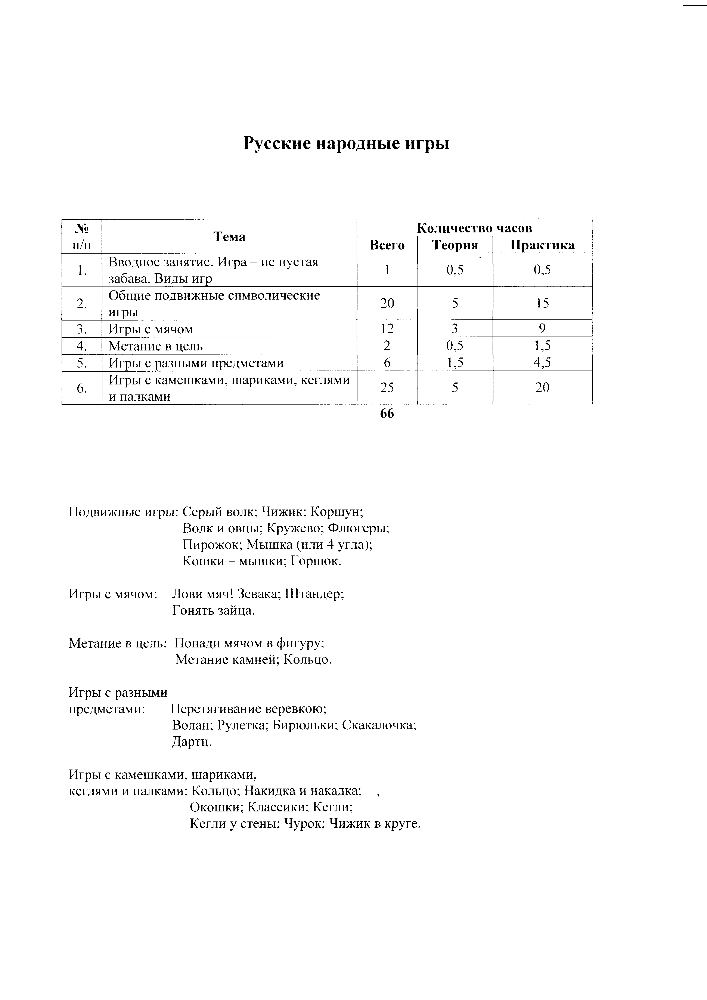 Русские народные игры
№ п/п Тема Количество часов
Всего Теория Практика
1. Вводное занятие. Игра – не пустая забава. Виды игр 1 0,5 0,5
2. Общие подвижные символические игры 20 5 15
3. Игры с мячом 12 3 9
4. Метание в цель 2 0,5 1,5
5. Игры с разными предметами 6 1,5 4,5
6. Игры с камешками, шариками, кеглями и палками 25 5 20
66
Подвижные игры: Серый волк; Чижик; Коршун;
Волк и овцы; Кружево; Флюгеры;
Пирожок; Мышка (или 4 угла);
Кошки – мышки; Горшок.
Игры с мячом: Лови мяч! Зевака; Штандер;
Гонять зайца.
Метание в цель: Попади мячом в фигуру;
Метание камней; Кольцо.
Игры с разными
предметами: Перетягивание веревкою;
Волан; Рулетка; Бирюльки; Скакалочка;
Дартц.
Игры с камешками, шариками,
кеглями и палками: Кольцо; Накидка и накадка;
Окошки; Классики; Кегли;
Кегли у стены; Чурок; Чижик в круге.